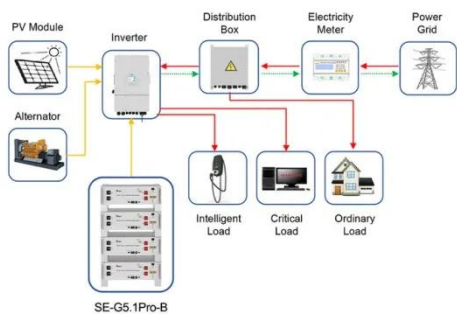 PV Module
Inverter
Distribution
Box
Electricity
Meter
Power
Grid
Alternator
Intelligent
Load
Critical
Load
Ordinary
Load
SE-G5.1Pro-B